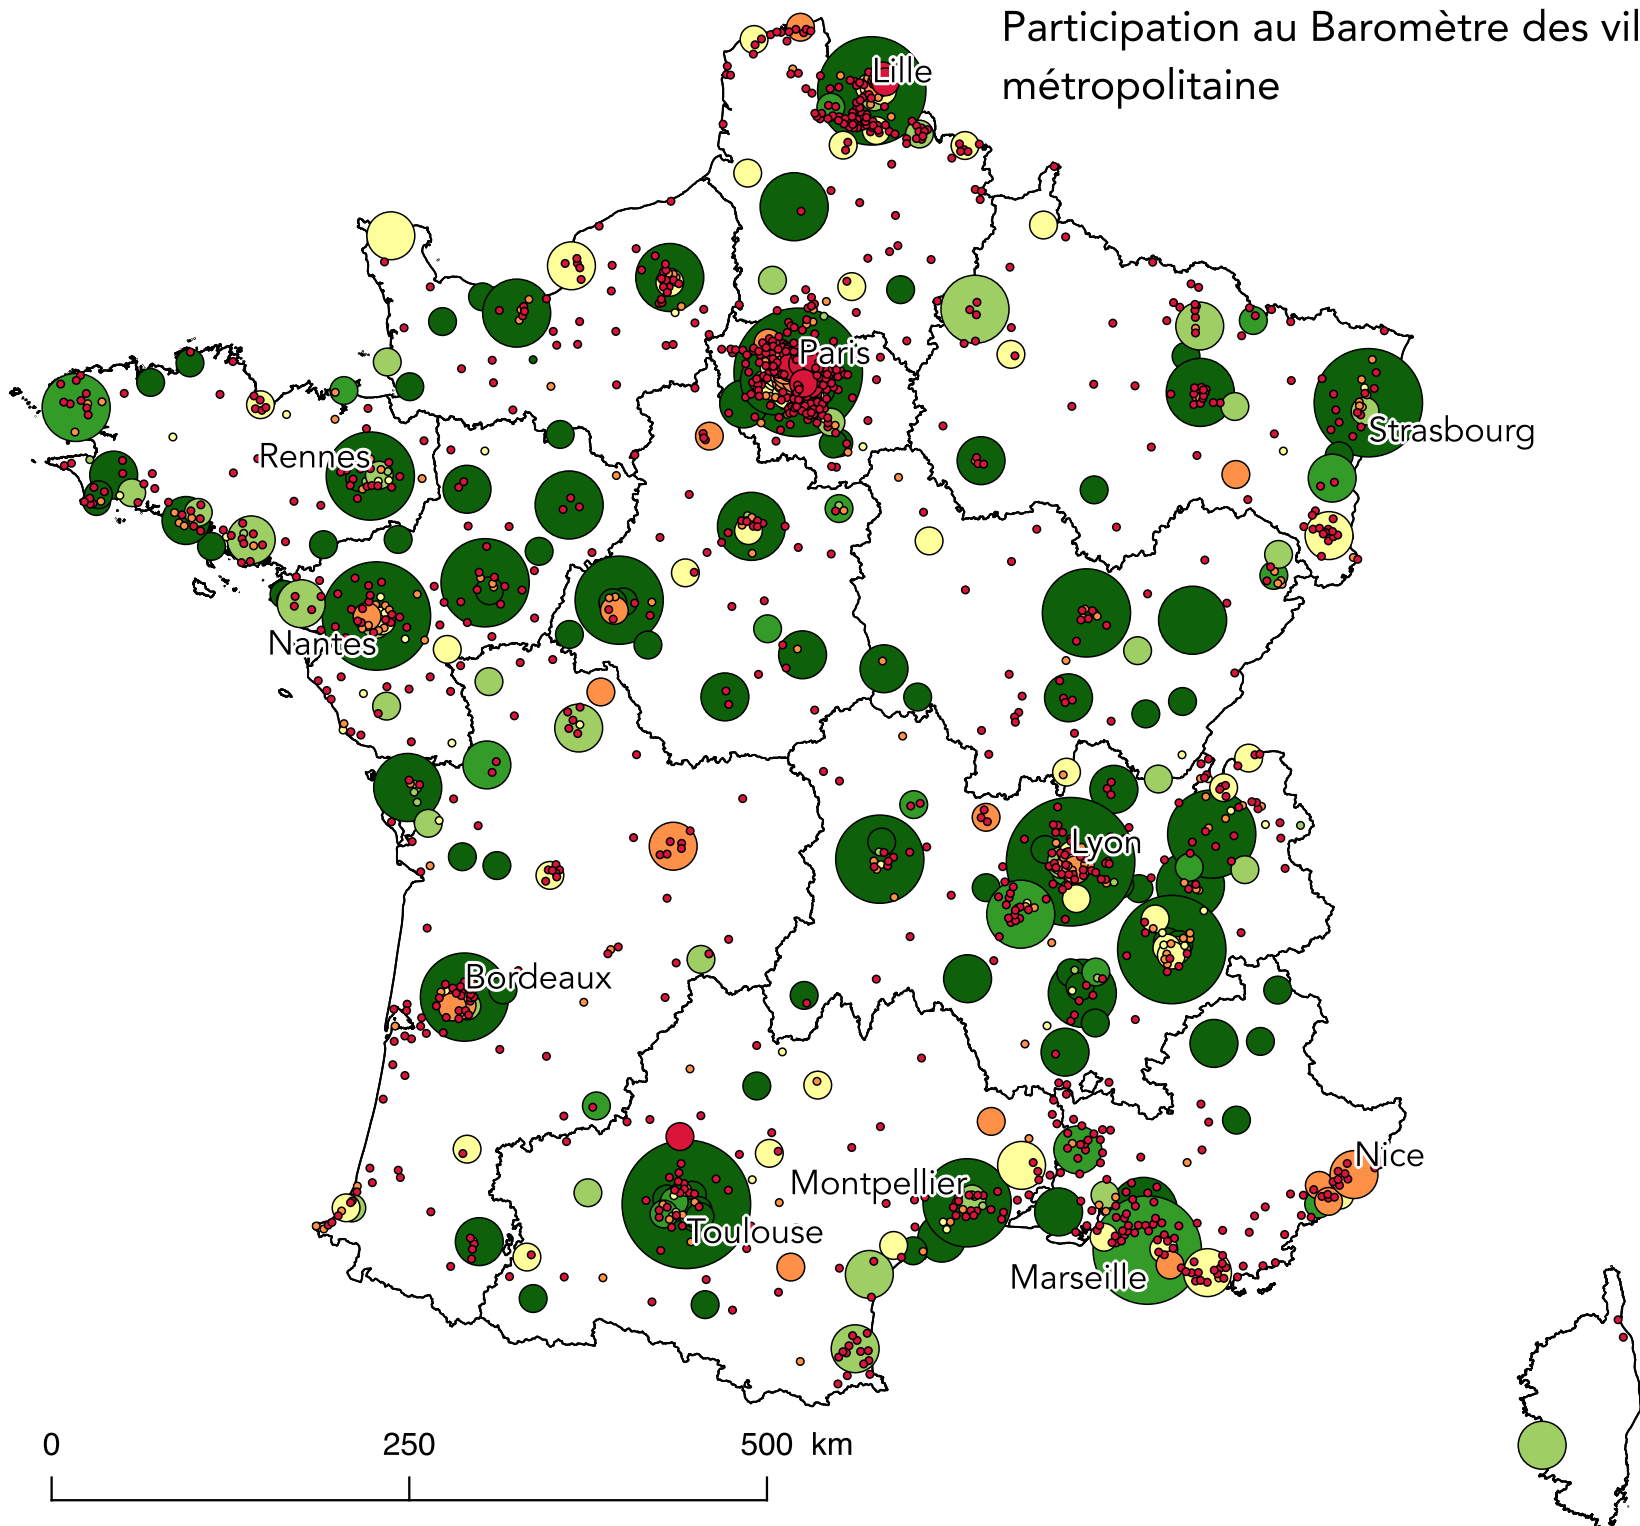 Participation au Baromètre des vil
métropolitaine
Lille
Paris
Strasbourg
Rennes
Nantes
Lyon
Bordeaux
Nice
Montpellier
Toulouse
Marseille
0 250 500 km